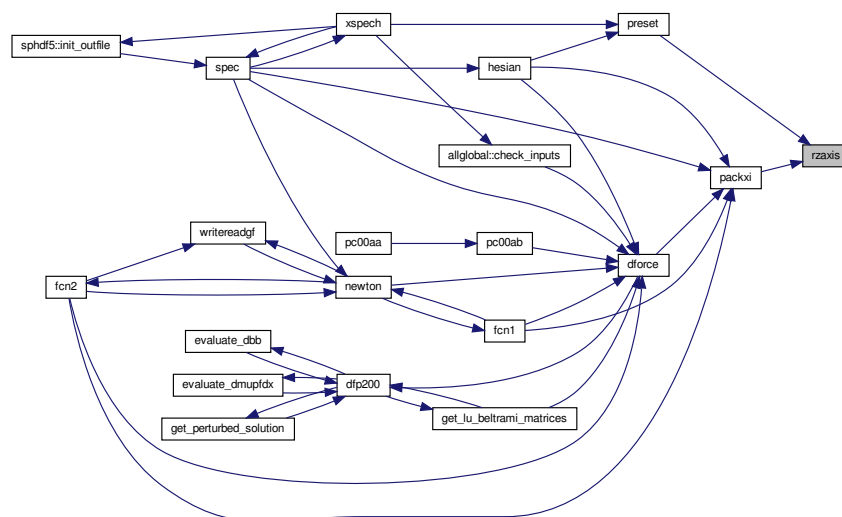 xspech
preset
sphdf5::init_outfile
spec
hesian
allglobal::check_inputs
rzaxis
packxi
writereadgf
pc00aa
pc00ab
dforce
fcn2
newton
fcn1
evaluate_dbb
evaluate_dmupfdx
dfp200
get_perturbed_solution
get_lu_beltrami_matrices